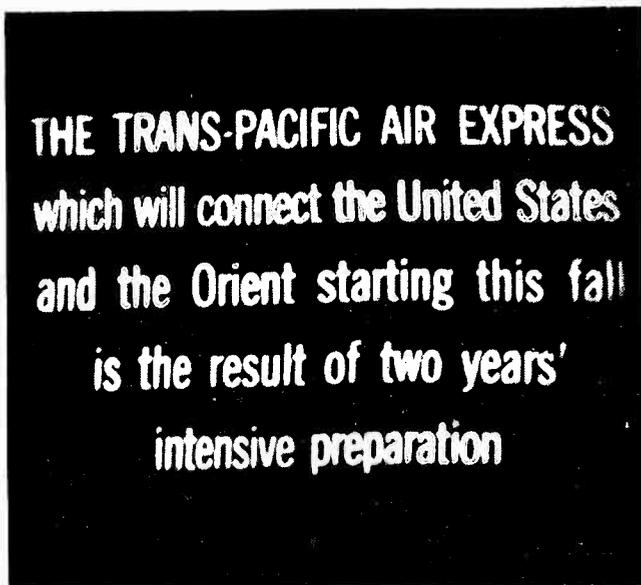 THE TRANS-PACIFIC AIR EXPRESS
which will connect the United States
and the Orient starting this fall
is the result of two years'
intensive preparation